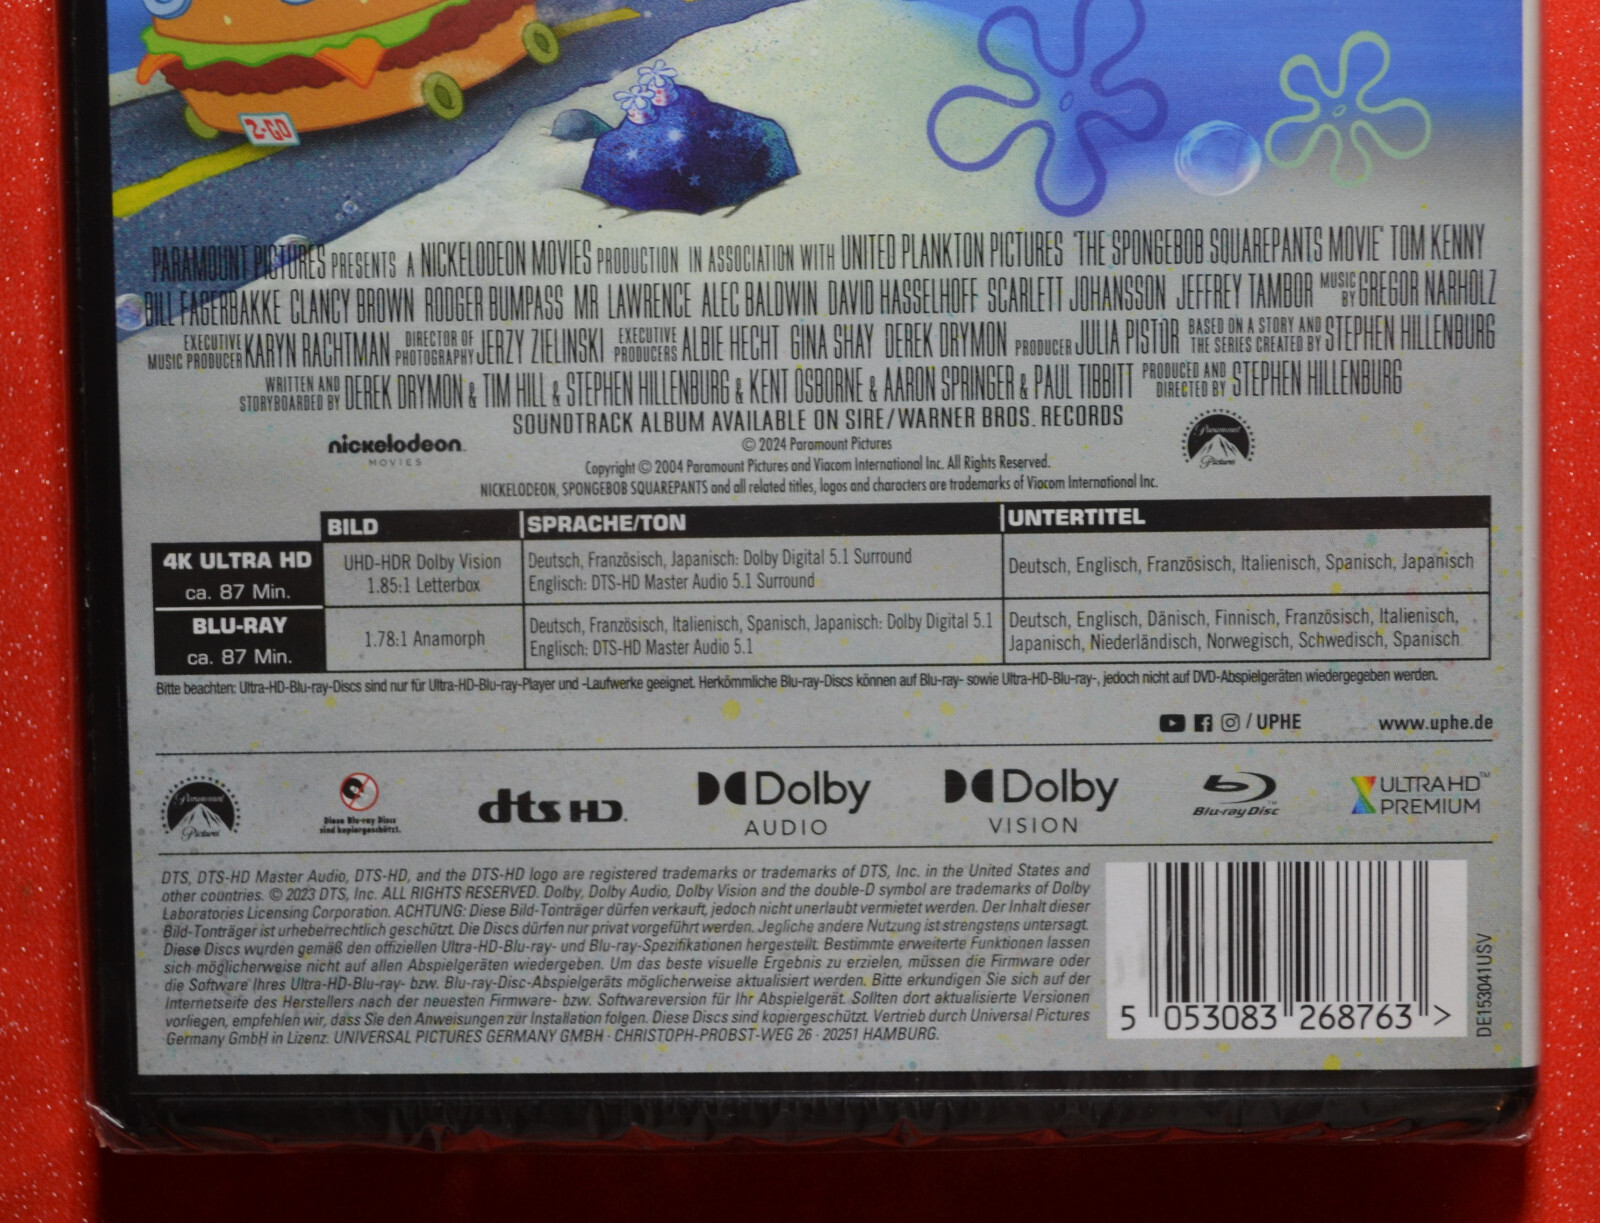 2-GO
PARAMOUNT PICTURES PRESENTS A NICKELODEON MOVIES PRODUCTION IN ASSOCIATION WITH UNITED PLANKTON PICTURES "THE SPONGEBOB SQUAREPANTS MOVIE" TOM KENNY
BILL FAGERBAKKE CLANCY BROWN RODGER BUMPASS MR LAWRENCE ALEC BALDWIN DAVID HASSELHOFF SCARLETT JOHANSSON JEFFREY TAMBOR MUSIC BY GREGOR NARHOLZ
EXECUTIVE MUSIC PRODUCER KARYN RACHTMAN DIRECTOR OF PHOTOGRAPHY JERZY ZIELINSKI EXECUTIVE PRODUCERS ALBIE HECHT GINA SHAY DEREK DRYMON PRODUCER JULIA PISTOR BASED ON A STORY AND THE SERIES CREATED BY STEPHEN HILLENBURG
WRITTEN AND STORYBOARDED BY DEREK DRYMON & TIM HILL & STEPHEN HILLENBURG & KENT OSBORNE & AARON SPRINGER & PAUL TIBBITT PRODUCED AND DIRECTED BY STEPHEN HILLENBURG
SOUNDTRACK ALBUM AVAILABLE ON SIRE/WARNER BROS. RECORDS
nickelodeon
MOVIES
Paramount
Pictures
© 2024 Paramount Pictures
Copyright © 2004 Paramount Pictures and Viacom International Inc. All Rights Reserved.
NICKELODEON, SPONGEBOB SQUAREPANTS and all related titles, logos and characters are trademarks of Viacom International Inc.
BILD SPRACHE/TON UNTERTITEL
4K ULTRA HD
ca. 87 Min.
UHD-HDR Dolby Vision
1.85:1 Letterbox
Deutsch, Französisch, Japanisch: Dolby Digital 5.1 Surround
Englisch: DTS-HD Master Audio 5.1 Surround
Deutsch, Englisch, Französisch, Italienisch, Spanisch, Japanisch
BLU-RAY
ca. 87 Min.
1.78:1 Anamorph
Deutsch, Französisch, Italienisch, Spanisch, Japanisch: Dolby Digital 5.1
Englisch: DTS-HD Master Audio 5.1
Deutsch, Englisch, Dänisch, Finnisch, Französisch, Italienisch,
Japanisch, Niederländisch, Norwegisch, Schwedisch, Spanisch
Bitte beachten: Ultra-HD-Blu-ray-Discs sind nur für Ultra-HD-Blu-ray-Player und -Laufwerke geeignet. Herkömmliche Blu-ray-Discs können auf Blu-ray- sowie Ultra-HD-Blu-ray-, jedoch nicht auf DVD-Abspielgeräten wiedergegeben werden.
/ UPHE www.uphe.de
Paramount
Pictures
Diese Blu-ray Discs
sind kopiergeschützt.
dts HD.
Dolby
AUDIO
Dolby
VISION
Blu-ray Disc™
ULTRA HD™
PREMIUM
DTS, DTS-HD Master Audio, DTS-HD, and the DTS-HD logo are registered trademarks or trademarks of DTS, Inc. in the United States and
other countries. © 2023 DTS, Inc. ALL RIGHTS RESERVED. Dolby, Dolby Audio, Dolby Vision and the double-D symbol are trademarks of Dolby
Laboratories Licensing Corporation. ACHTUNG: Diese Bild-Tonträger dürfen verkauft, jedoch nicht unerlaubt vermietet werden. Der Inhalt dieser
Bild-Tonträger ist urheberrechtlich geschützt. Die Discs dürfen nur privat vorgeführt werden. Jegliche andere Nutzung ist strengstens untersagt.
Diese Discs wurden gemäß den offiziellen Ultra-HD-Blu-ray- und Blu-ray-Spezifikationen hergestellt. Bestimmte erweiterte Funktionen lassen
sich möglicherweise nicht auf allen Abspielgeräten wiedergeben. Um das beste visuelle Ergebnis zu erzielen, müssen die Firmware oder
die Software Ihres Ultra-HD-Blu-ray- bzw. Blu-ray-Disc-Abspielgeräts möglicherweise aktualisiert werden. Bitte erkundigen Sie sich auf der
Internetseite des Herstellers nach der neuesten Firmware- bzw. Softwareversion für Ihr Abspielgerät. Sollten dort aktualisierte Versionen
vorliegen, empfehlen wir, dass Sie den Anweisungen zur Installation folgen. Diese Discs sind kopiergeschützt. Vertrieb durch Universal Pictures
Germany GmbH in Lizenz. UNIVERSAL PICTURES GERMANY GMBH · CHRISTOPH-PROBST-WEG 26 · 20251 HAMBURG.
5 053083 268763 >
DE153041USV